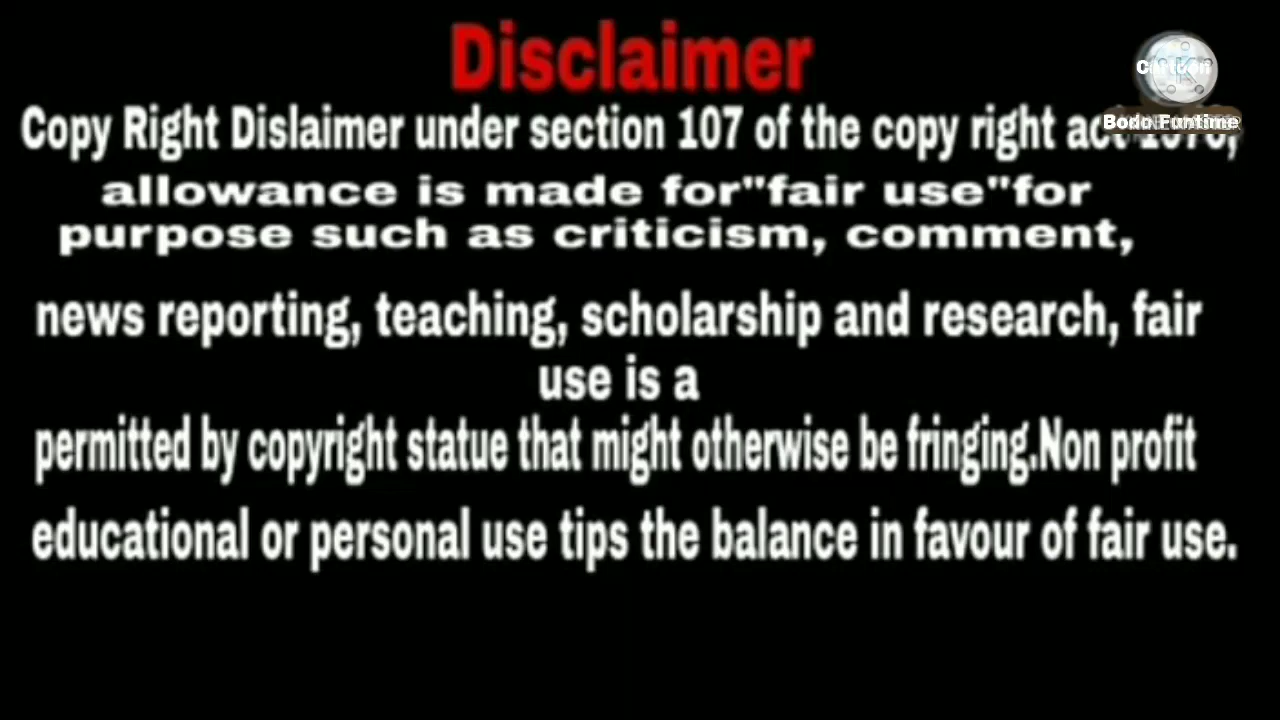 Disclaimer
Cartoon
Copy Right Dislaimer under section 107 of the copy right act
Bodo Funtime
allowance is made for"fair use"for
purpose such as criticism, comment,
news reporting, teaching, scholarship and research, fair
use is a
permitted by copyright statue that might otherwise be fringing.Non profit
educational or personal use tips the balance in favour of fair use.